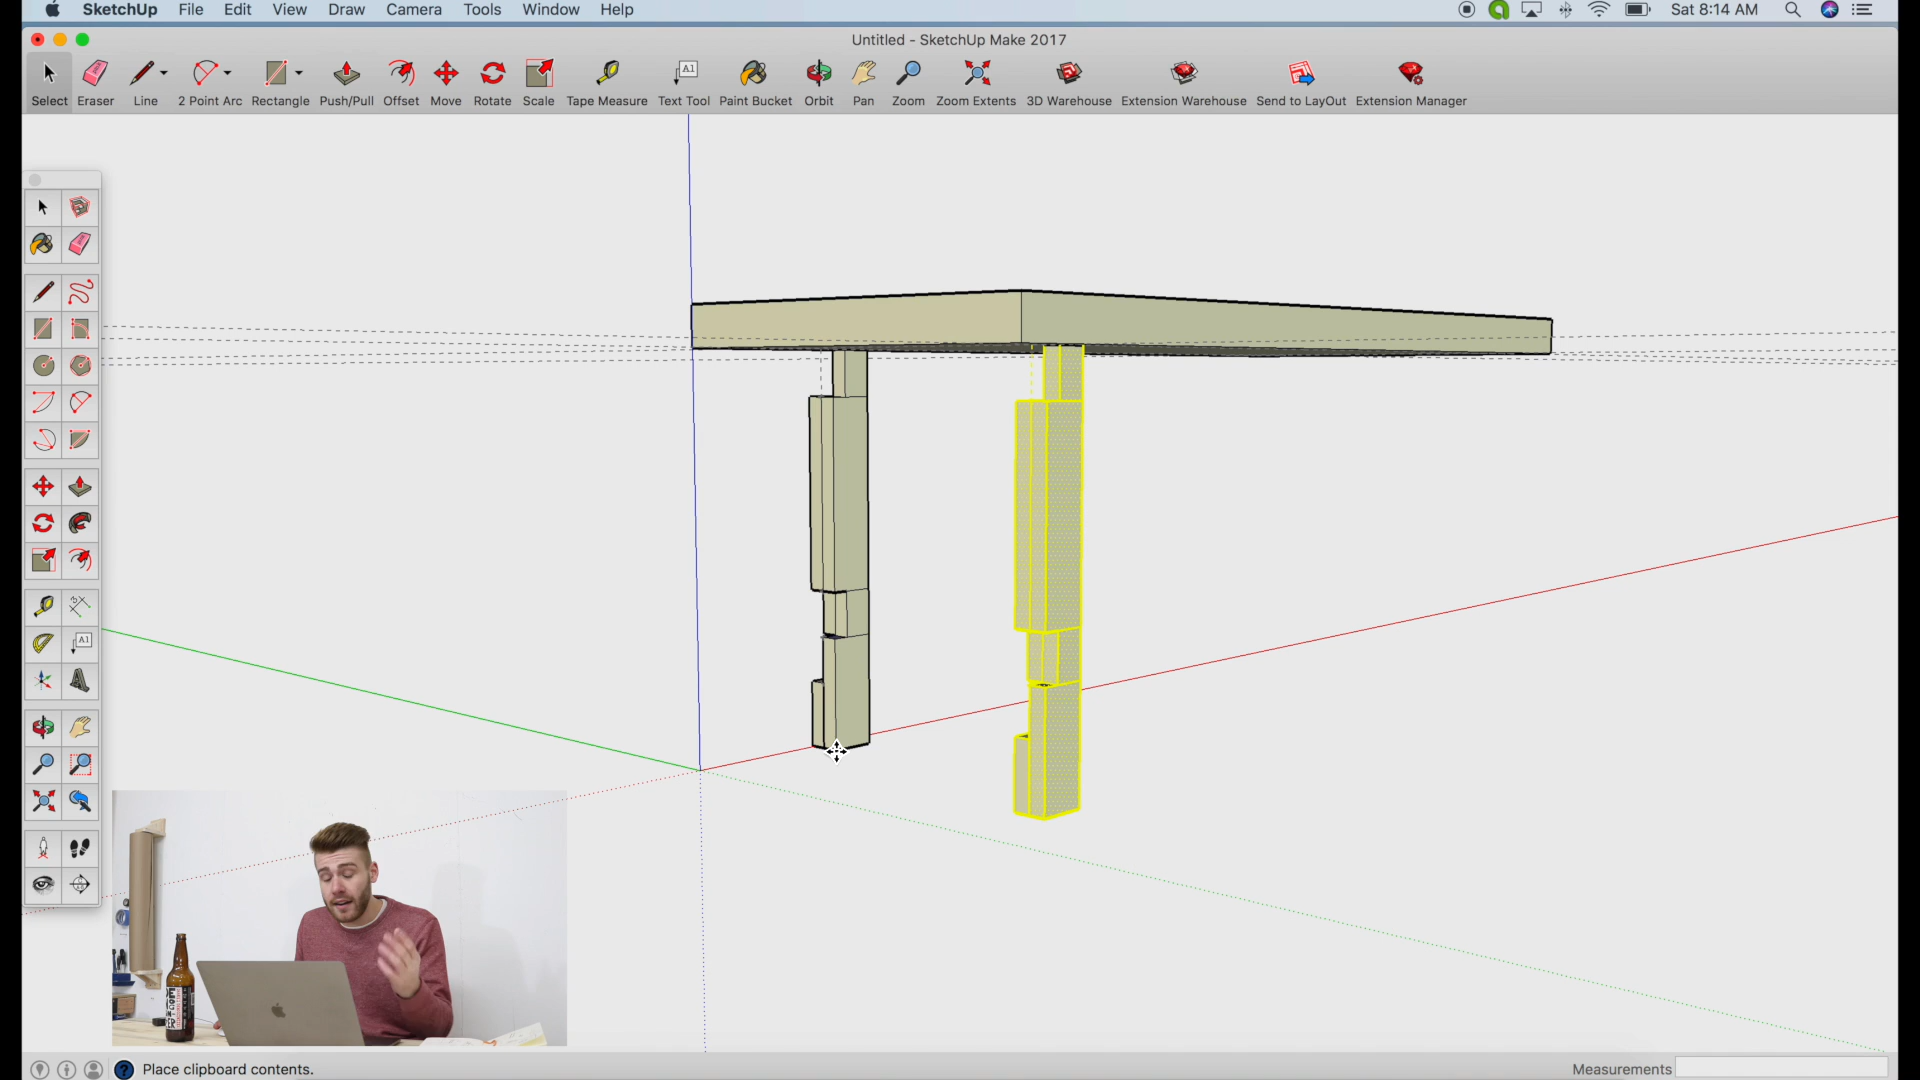 SketchUp File Edit View Draw Camera Tools Window Help Sat 8:14 AM
Untitled - SketchUp Make 2017
A1
Select Eraser Line 2 Point Arc Rectangle Push/Pull Offset Move Rotate Scale Tape Measure Text Tool Paint Bucket Orbit Pan Zoom Zoom Extents 3D Warehouse Extension Warehouse Send to LayOut Extension Manager
A1
Place clipboard contents.
Measurements